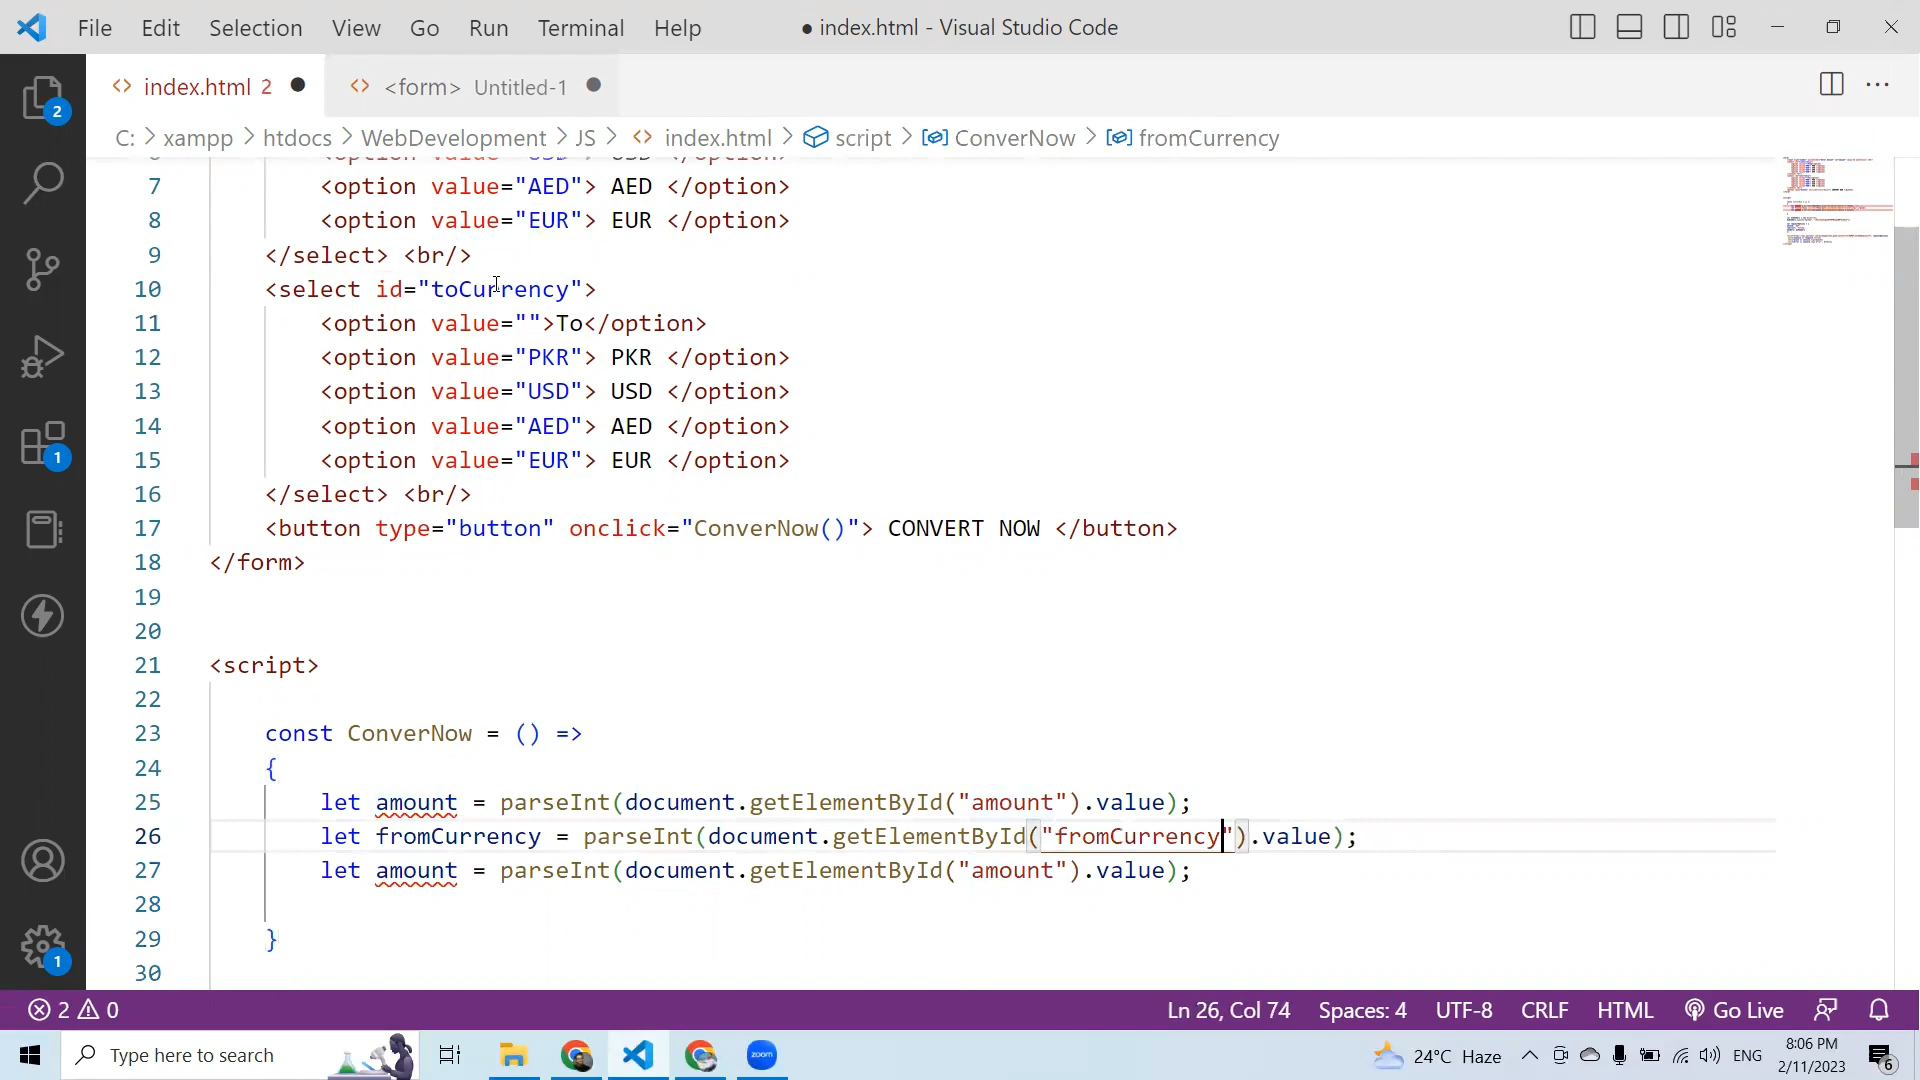 File Edit Selection View Go Run Terminal Help
● index.html - Visual Studio Code
index.html 2
<form> Untitled-1
C: > xampp > htdocs > WebDevelopment > JS > index.html > script > ConverNow > fromCurrency
7 <option value="AED"> AED </option>
8 <option value="EUR"> EUR </option>
9 </select> <br/>
10 <select id="toCurrency">
11 <option value="">To</option>
12 <option value="PKR"> PKR </option>
13 <option value="USD"> USD </option>
14 <option value="AED"> AED </option>
15 <option value="EUR"> EUR </option>
16 </select> <br/>
17 <button type="button" onclick="ConverNow()"> CONVERT NOW </button>
18 </form>
19
20
21 <script>
22
23 const ConverNow = () =>
24 {
25 let amount = parseInt(document.getElementById("amount").value);
26 let fromCurrency = parseInt(document.getElementById("fromCurrency").value);
27 let amount = parseInt(document.getElementById("amount").value);
28
29 }
30
2
1
1
2 0
Ln 26, Col 74 Spaces: 4 UTF-8 CRLF HTML Go Live
Type here to search
zoom
24°C Haze
ENG
8:06 PM
2/11/2023
6